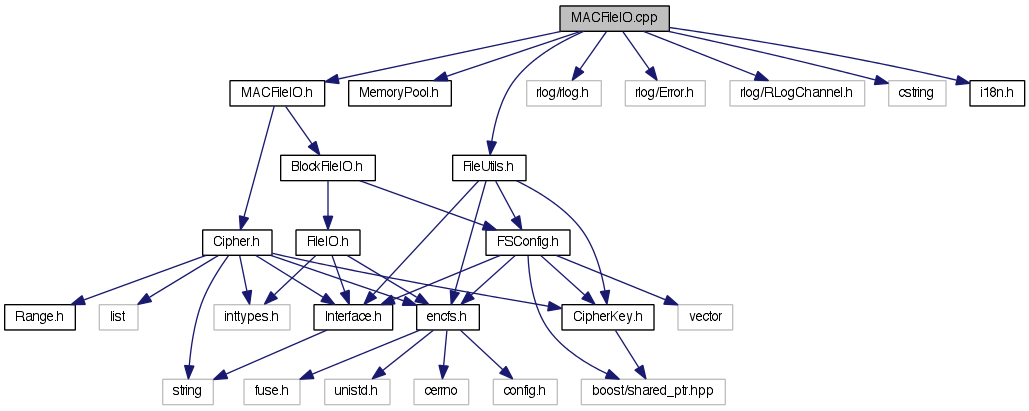 MACFileIO.cpp
MACFileIO.h
MemoryPool.h
rlog/rlog.h
rlog/Error.h
rlog/RLogChannel.h
cstring
i18n.h
BlockFileIO.h
FileUtils.h
Cipher.h
FileIO.h
FSConfig.h
Range.h
list
inttypes.h
Interface.h
encfs.h
CipherKey.h
vector
string
fuse.h
unistd.h
cerrno
config.h
boost/shared_ptr.hpp